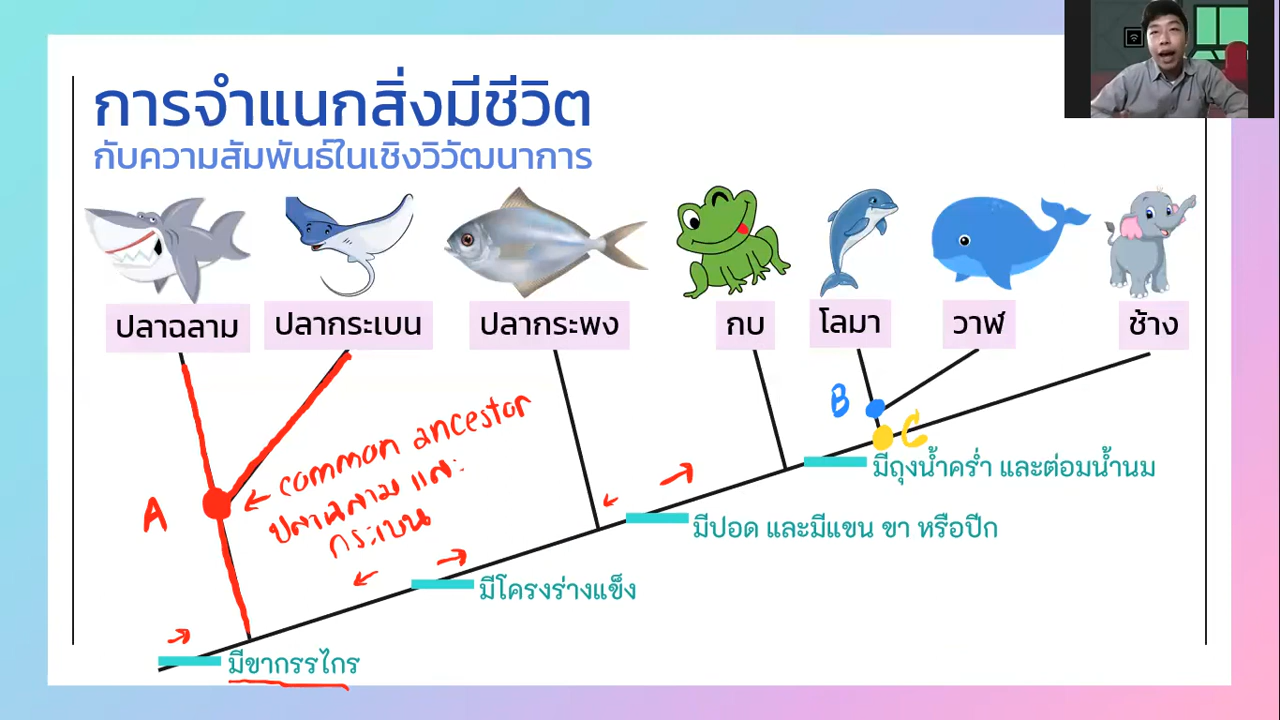 การจำแนกสิ่งมีชีวิต
กับความสัมพันธ์ในเชิงวิวัฒนาการ
ปลาฉลาม
ปลากระเบน
ปลากระพง
กบ
โลมา
วาฬ
ช้าง
B
C
common ancestor
ปลาฉลาม และ
กระเบน
A
มีถุงน้ำคร่ำ และต่อมน้ำนม
มีปอด และมีแขน ขา หรือปีก
มีโครงร่างแข็ง
มีขากรรไกร